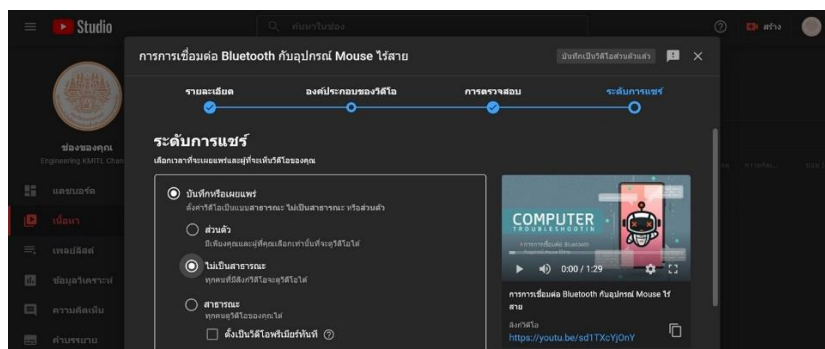 Studio
ค้นหาในช่อง
สร้าง
การการเชื่อมต่อ Bluetooth กับอุปกรณ์ Mouse ไร้สาย
บันทึกเป็นวิดีโอส่วนตัวแล้ว
รายละเอียด
องค์ประกอบของวิดีโอ
การตรวจสอบ
ระดับการแชร์
ช่องของคุณ
Engineering KMITL Chan
แดชบอร์ด
เนื้อหา
เพลย์ลิสต์
ข้อมูลวิเคราะห์
ความคิดเห็น
คำบรรยาย
ระดับการแชร์
เลือกเวลาที่จะเผยแพร่และผู้ที่จะเห็นวิดีโอของคุณ
บันทึกหรือเผยแพร่
ตั้งค่าวิดีโอเป็นแบบสาธารณะ ไม่เป็นสาธารณะ หรือส่วนตัว
ส่วนตัว
มีเพียงคุณและผู้ที่คุณเลือกเท่านั้นที่จะดูวิดีโอได้
ไม่เป็นสาธารณะ
ทุกคนที่มีลิงก์วิดีโอจะดูวิดีโอได้
สาธารณะ
ทุกคนดูวิดีโอของคุณได้
ตั้งเป็นวิดีโอพรีเมียร์ทันที
COMPUTER
TROUBLESHOOTIN
0:00 / 1:29
การการเชื่อมต่อ Bluetooth กับอุปกรณ์ Mouse ไร้
สาย
ลิงก์วิดีโอ
https://youtu.be/sd1TXcYjOnY